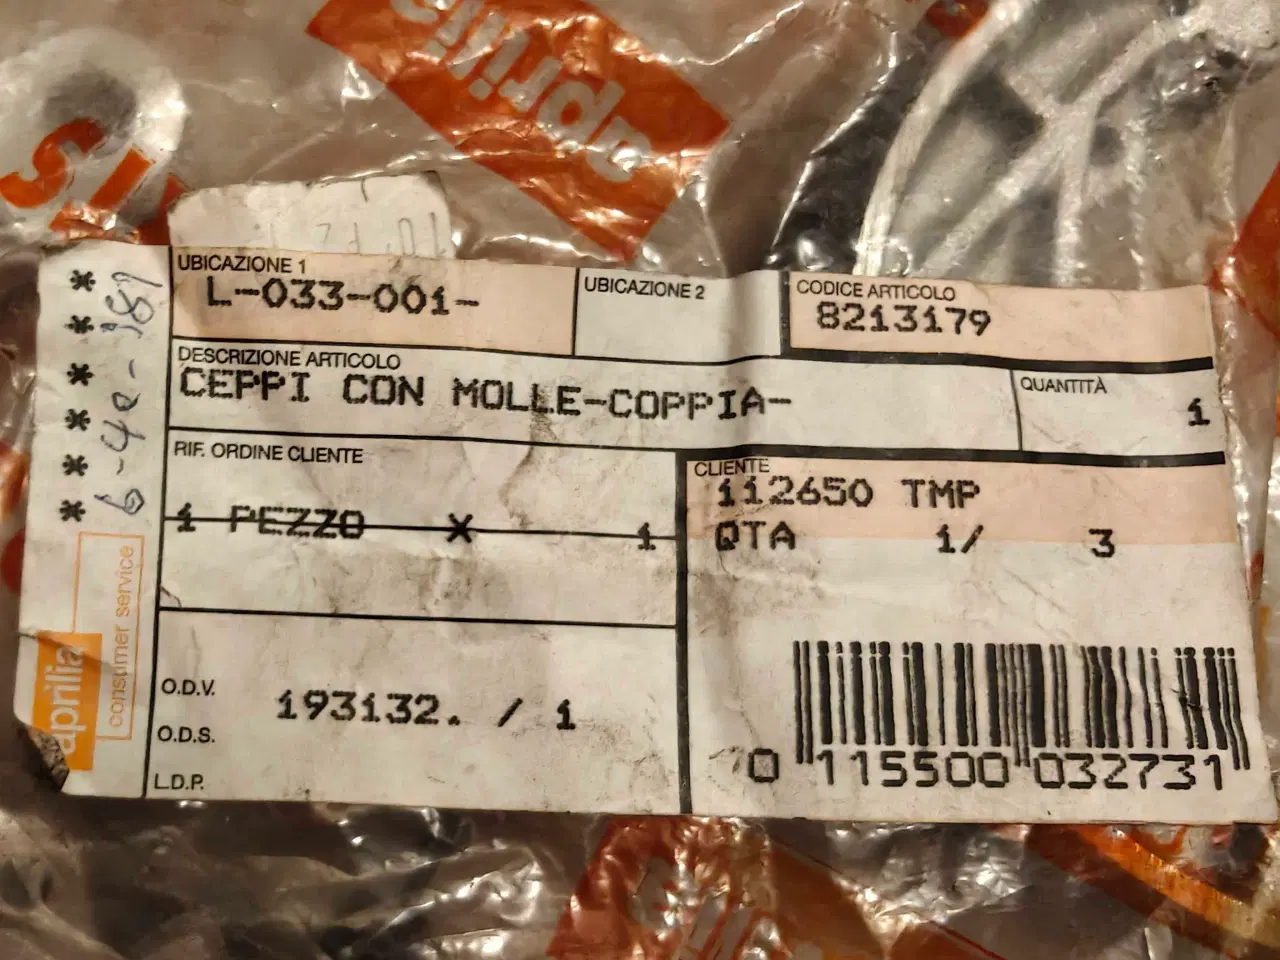 aprilia
UBICAZIONE 1
L-033-001-
UBICAZIONE 2
CODICE ARTICOLO
8213179
DESCRIZIONE ARTICOLO
CEPPI CON MOLLE-COPPIA-
QUANTITÀ
1
RIF. ORDINE CLIENTE
1 PEZZO X 1
CLIENTE
112650 TMP
QTA 1/ 3
O.D.V.
193132. / 1
O.D.S.
L.D.P.
0 115500 032731
* * * * * *
aprilia
consumer service